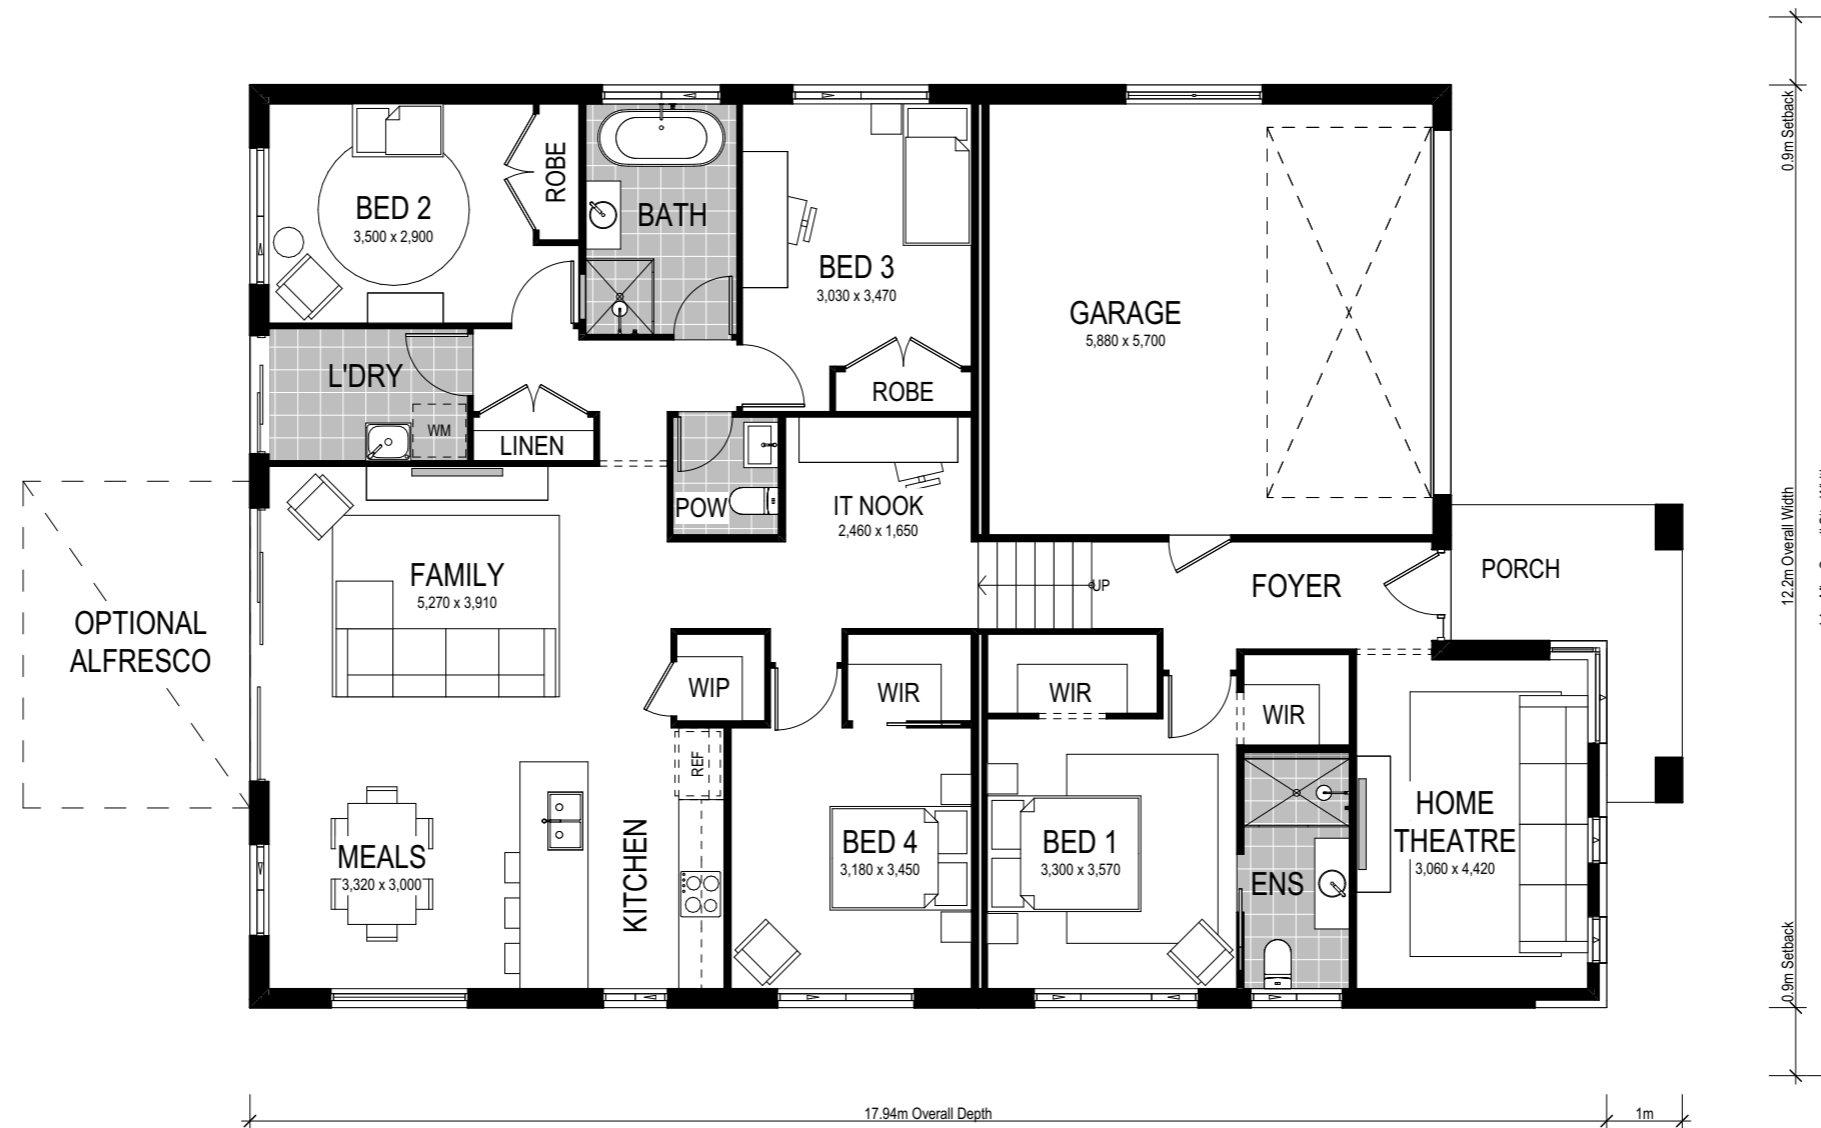 BED 2
3,500 x 2,900
ROBE
BATH
BED 3
3,030 x 3,470
ROBE
GARAGE
5,880 x 5,700
L'DRY
WM
LINEN
POW
IT NOOK
2,460 x 1,650
FAMILY
5,270 x 3,910
OPTIONAL
ALFRESCO
UP
FOYER
PORCH
WIP
WIR
WIR
WIR
REF
MEALS
3,320 x 3,000
KITCHEN
BED 4
3,180 x 3,450
BED 1
3,300 x 3,570
ENS
HOME
THEATRE
3,060 x 4,420
0.9m Setback
12.2m Overall Width
0.9m Setback
17.94m Overall Depth
1m